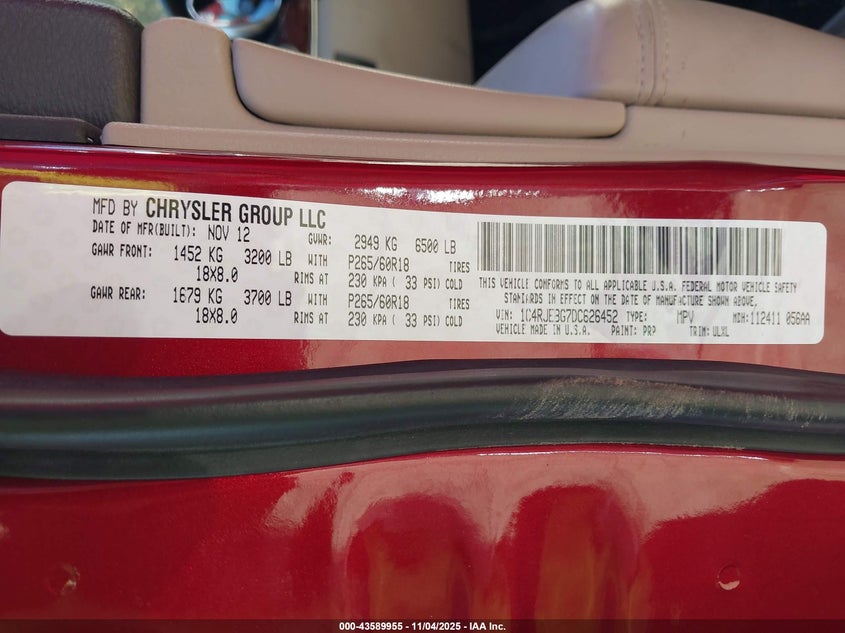 MFD BY CHRYSLER GROUP LLC
DATE OF MFR(BUILT): NOV 12 GVWR: 2949 KG 6500 LB
GAWR FRONT: 1452 KG 3200 LB WITH P265/60R18 TIRES
18X8.0 RIMS AT 230 KPA ( 33 PSI) COLD
GAWR REAR: 1679 KG 3700 LB WITH P265/60R18 TIRES
18X8.0 RIMS AT 230 KPA ( 33 PSI) COLD
THIS VEHICLE CONFORMS TO ALL APPLICABLE U.S.A. FEDERAL MOTOR VEHICLE SAFETY
STANDARDS IN EFFECT ON THE DATE OF MANUFACTURE SHOWN ABOVE.
VIN: 1C4RJEBG7DC626452 TYPE: MPV MDH:112411 056AA
VEHICLE MADE IN U.S.A. PAINT: PRP TRIM: ULXL
000-43589955 - 11/04/2025 - IAA Inc.